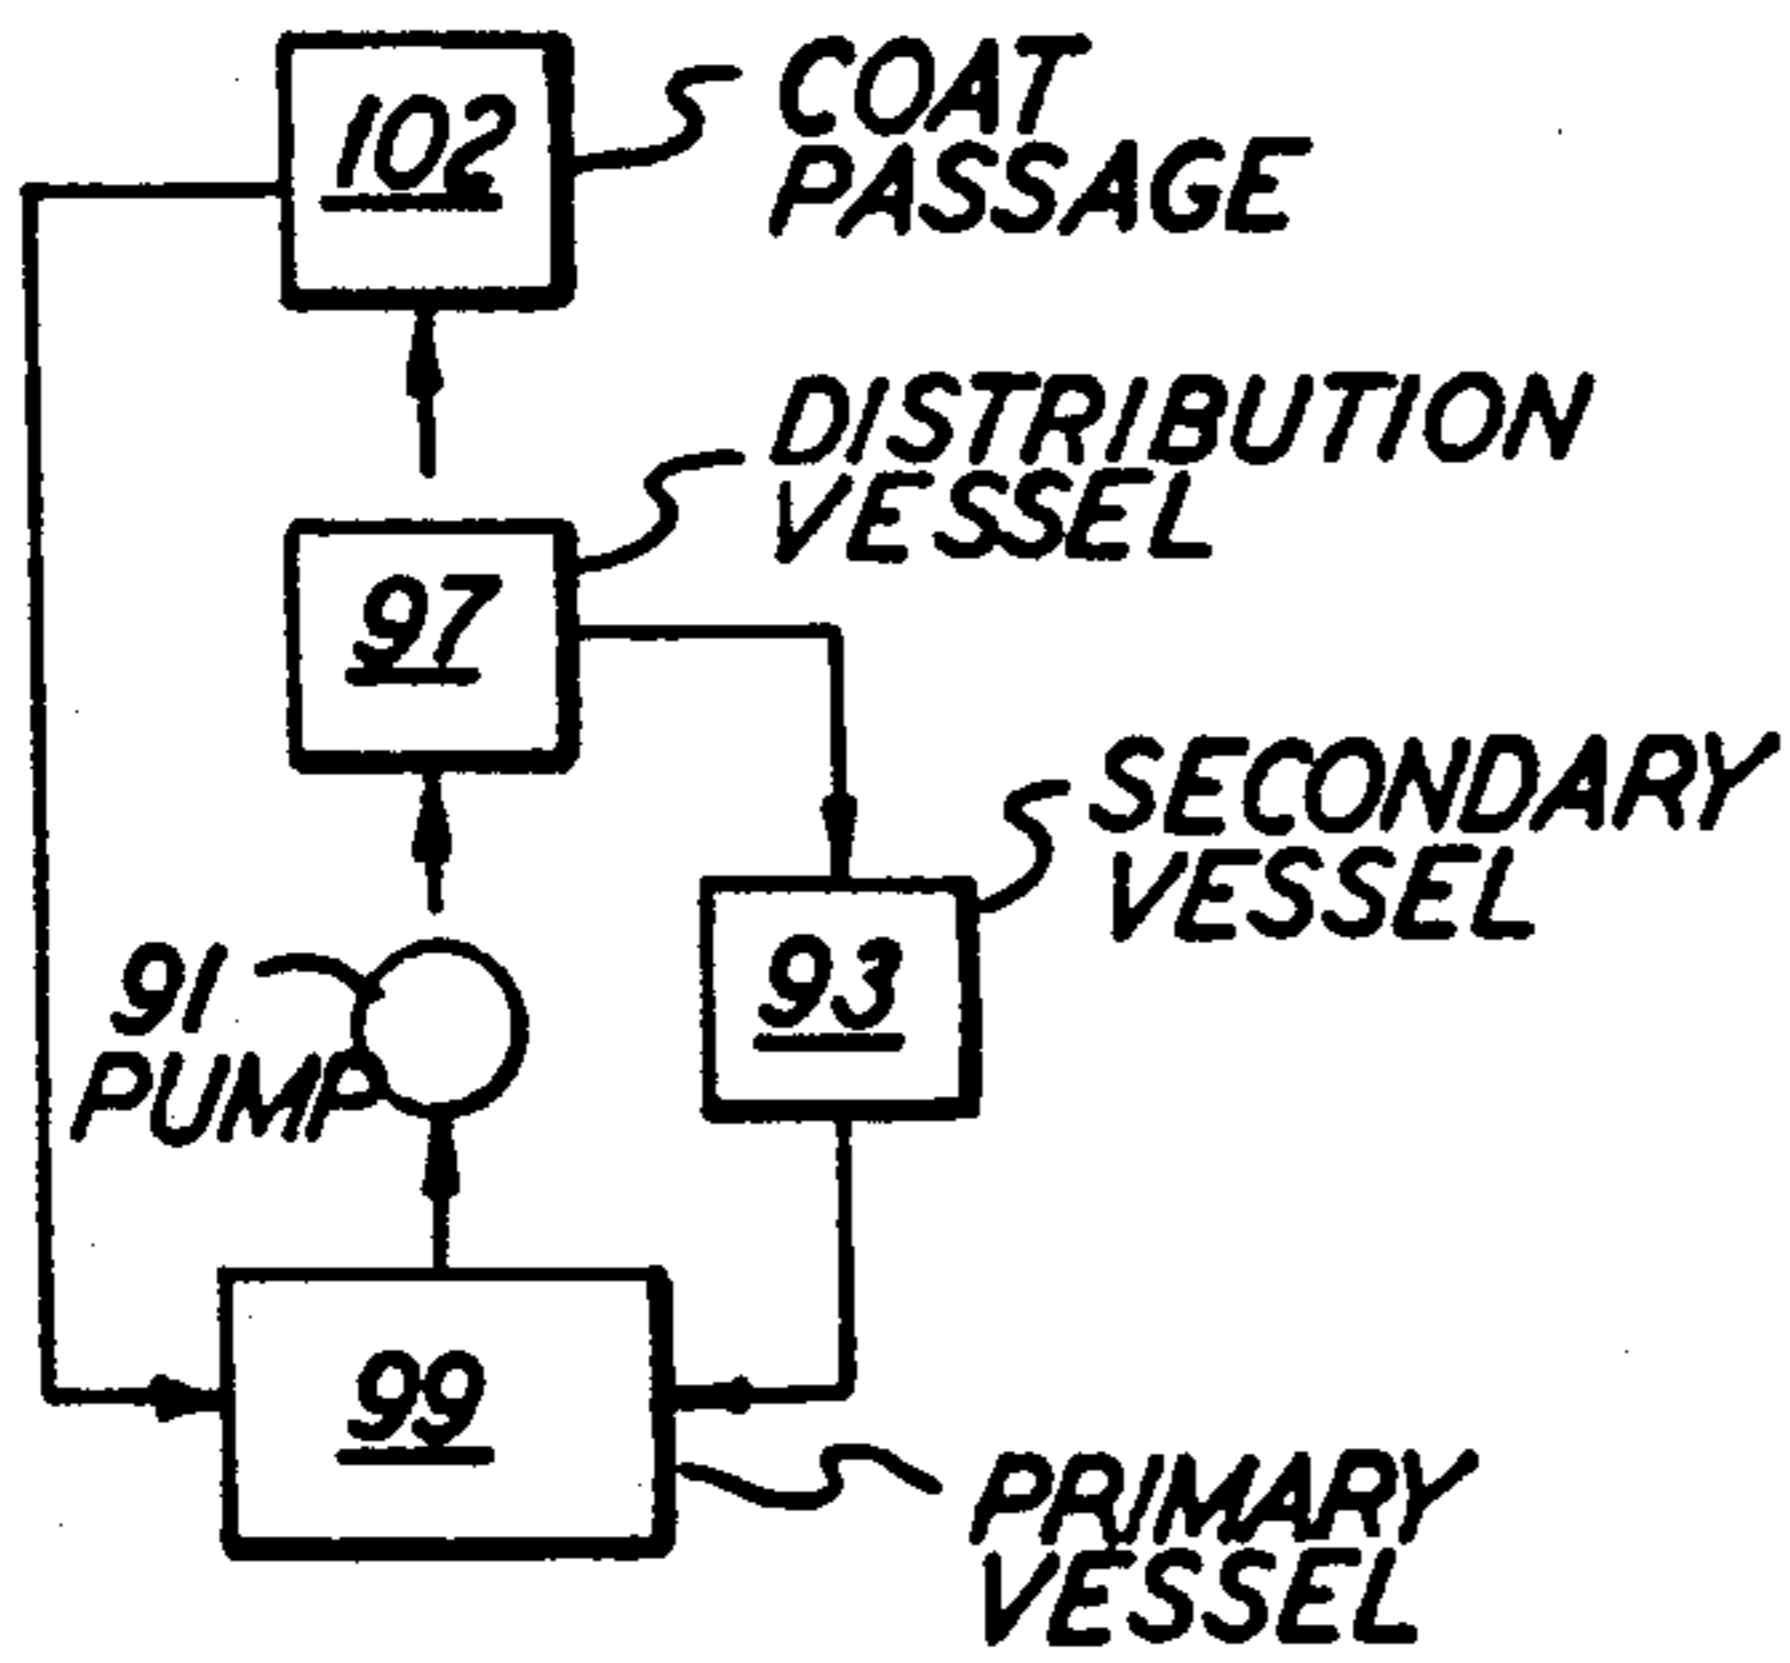 102
COAT
PASSAGE
DISTRIBUTION
VESSEL
97
SECONDARY
VESSEL
93
91
PUMP
99
PRIMARY
VESSEL